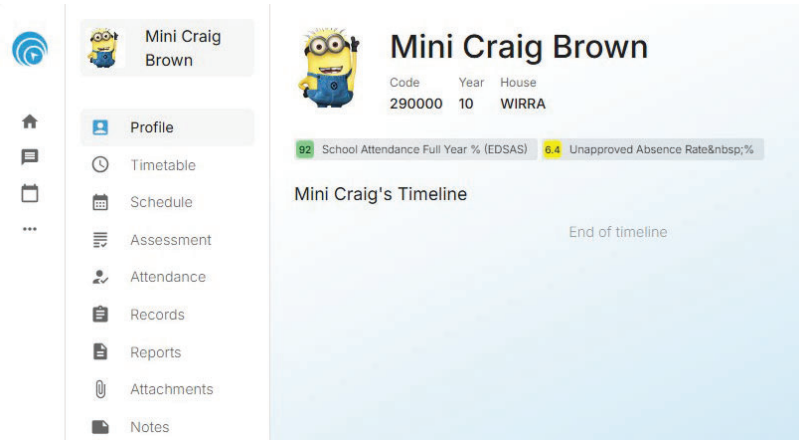 Mini Craig
Brown
Profile
Timetable
Schedule
Assessment
Attendance
Records
Reports
Attachments
Notes
Mini Craig Brown
Code Year House
290000 10 WIRRA
92 School Attendance Full Year % (EDSAS) 6.4 Unapproved Absence Rate&nbsp;%
Mini Craig's Timeline
End of timeline